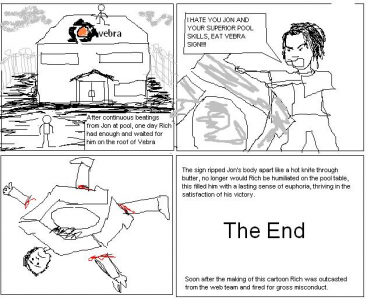 vebra
After continuous beatings
from Jon at pool, one day Rich
had enough and waited for
him on the root of Vebra
I HATE YOU JON AND
YOUR SUPERIOR POOL
SKILLS, EAT VEBRA
SIGN!!!
The sign ripped Jon's body apart like a hot knife through
butter, no longer would Rich be humiliated on the pool table,
this filled him with a lasting sense of euphoria, thriving in the
satisfaction of his victory.
The End
Soon after the making of this cartoon Rich was outcasted
from the web team and fired for gross misconduct.